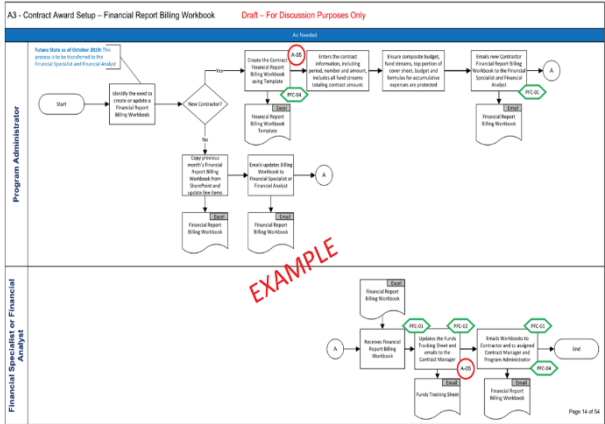 A3 - Contract Award Setup – Financial Report Billing Workbook
Draft – For Discussion Purposes Only
As Needed
Program Administrator
Future State as of October 2019: This
process is to be transferred to the
Financial Specialist and Financial Analyst
Start
Identify the need to
create or update a
Financial Report
Billing Workbook
New Contractor?
Yes
No
Create the Contract
Financial Report
Billing Workbook
using Template
A-05
PFC-04
Excel
Financial Report
Billing Workbook
Template
Enters the contract
information, including
period, number and amount,
includes all fund streams
totaling contract amount.
Ensure composite budget,
fund streams, top portion of
cover sheet, budget and
formulas for accumulative
expenses are protected
Emails new Contractor
Financial Report Billing
Workbook to the Financial
Specialist and Financial
Analyst
PFC-01
A
Email
Financial Report
Billing Workbook
Copy previous
month's Financial
Report Billing
Workbook from
SharePoint and
update line items
Emails updates Billing
Workbook to
Financial Specialist or
Financial Analyst
A
Excel
Financial Report
Billing Workbook
Email
Financial Report
Billing Workbook
EXAMPLE
Financial Specialist or Financial
Analyst
Excel
Financial Report
Billing Workbook
A
Receives Financial
Report Billing
Workbook
PFC-01
PFC-02
Updates the Funds
Tracking Sheet and
emails to the
Contract Manager
A-05
PFC-01
Emails Workbooks to
Contractor and cc assigned
Contract Manager and
Program Administrator
PFC-04
End
Email
Funds Tracking Sheet
Email
Financial Report
Billing Workbook
Page 14 of 54